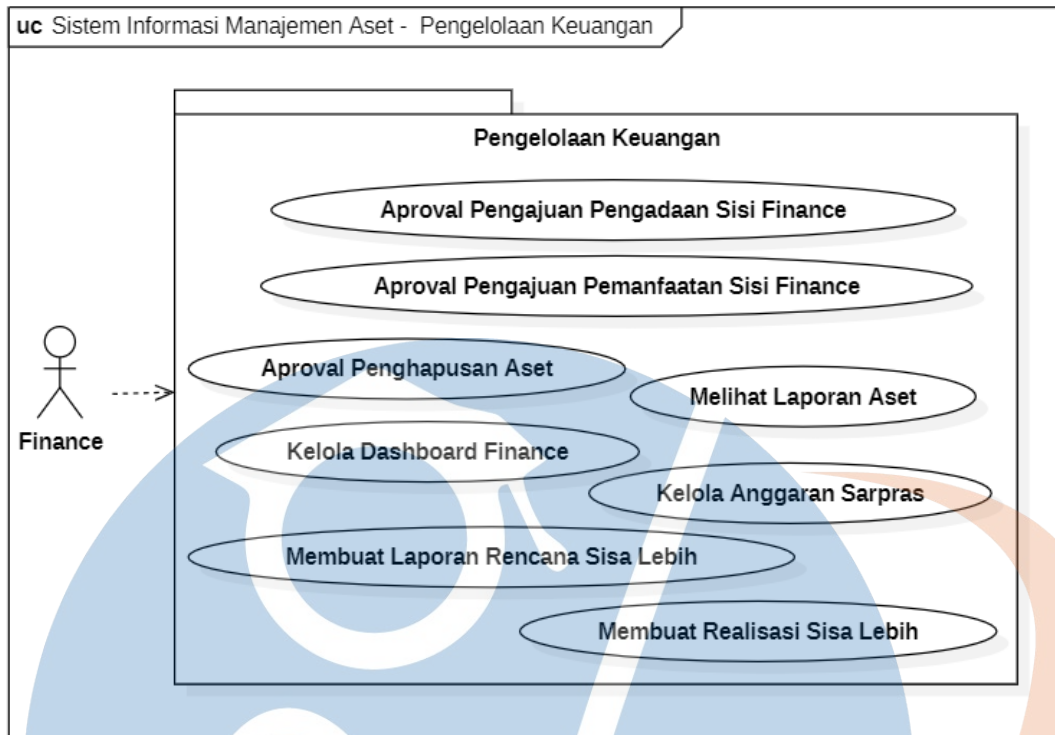 uc Sistem Informasi Manajemen Aset - Pengelolaan Keuangan
Pengelolaan Keuangan
Aproval Pengajuan Pengadaan Sisi Finance
Aproval Pengajuan Pemanfaatan Sisi Finance
Aproval Penghapusan Aset
Melihat Laporan Aset
Finance
Kelola Dashboard Finance
Kelola Anggaran Sarpras
Membuat Laporan Rencana Sisa Lebih
Membuat Realisasi Sisa Lebih